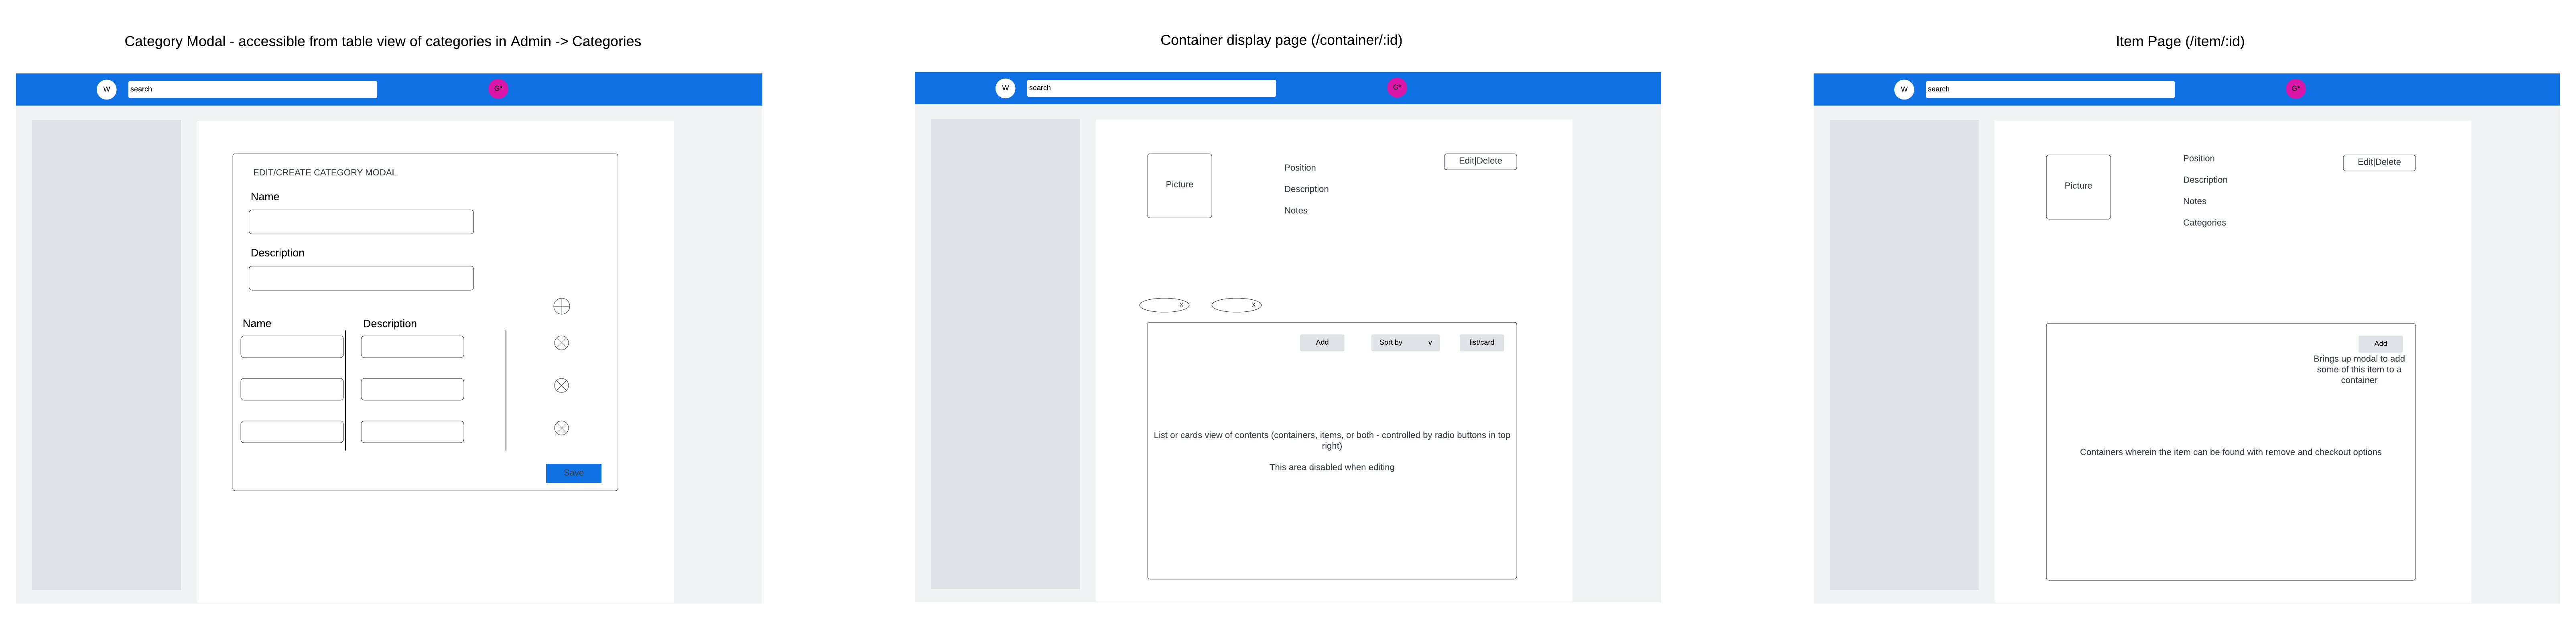 Category Modal - accessible from table view of categories in Admin -> Categories
W
search
G*
EDIT/CREATE CATEGORY MODAL
Name
Description
Name
Description
Save
Container display page (/container/:id)
W
search
G*
Picture
Position
Description
Notes
Edit|Delete
x
x
Add
Sort by
v
list/card
List or cards view of contents (containers, items, or both - controlled by radio buttons in top
right)
This area disabled when editing
Item Page (/item/:id)
W
search
G*
Picture
Position
Description
Notes
Categories
Edit|Delete
Add
Brings up modal to add
some of this item to a
container
Containers wherein the item can be found with remove and checkout options